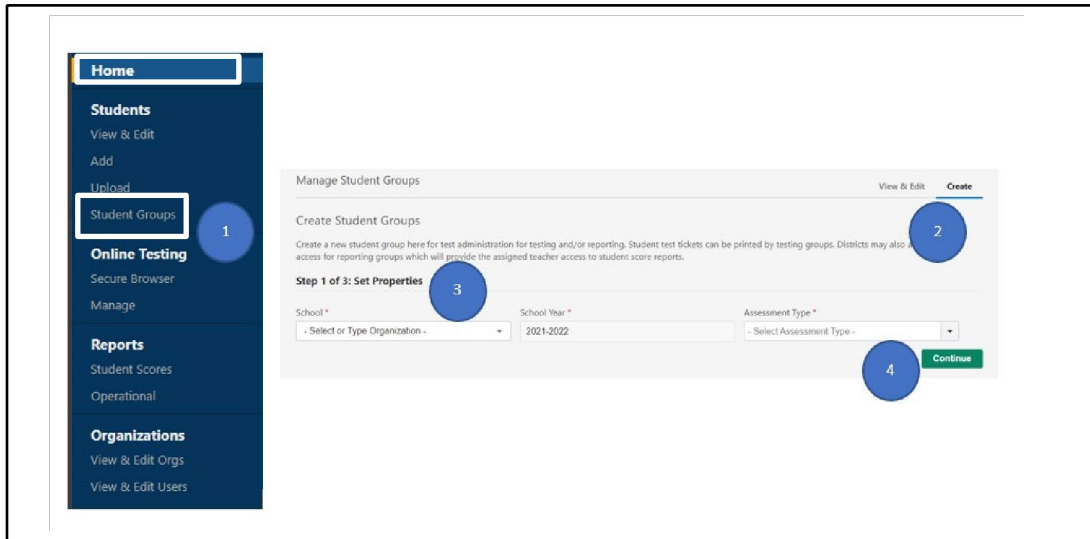 Home
Students
View & Edit
Add
Upload
Student Groups
1
Online Testing
Secure Browser
Manage
Reports
Student Scores
Operational
Organizations
View & Edit Orgs
View & Edit Users
Manage Student Groups
View & Edit Create
2
Create Student Groups
Create a new student group here for test administration for testing and/or reporting. Student test tickets can be printed by testing groups. Districts may also
access for reporting groups which will provide the assigned teacher access to student score reports.
Step 1 of 3: Set Properties
3
School * School Year * Assessment Type *
- Select or Type Organization - 2021-2022 - Select Assessment Type -
4
Continue